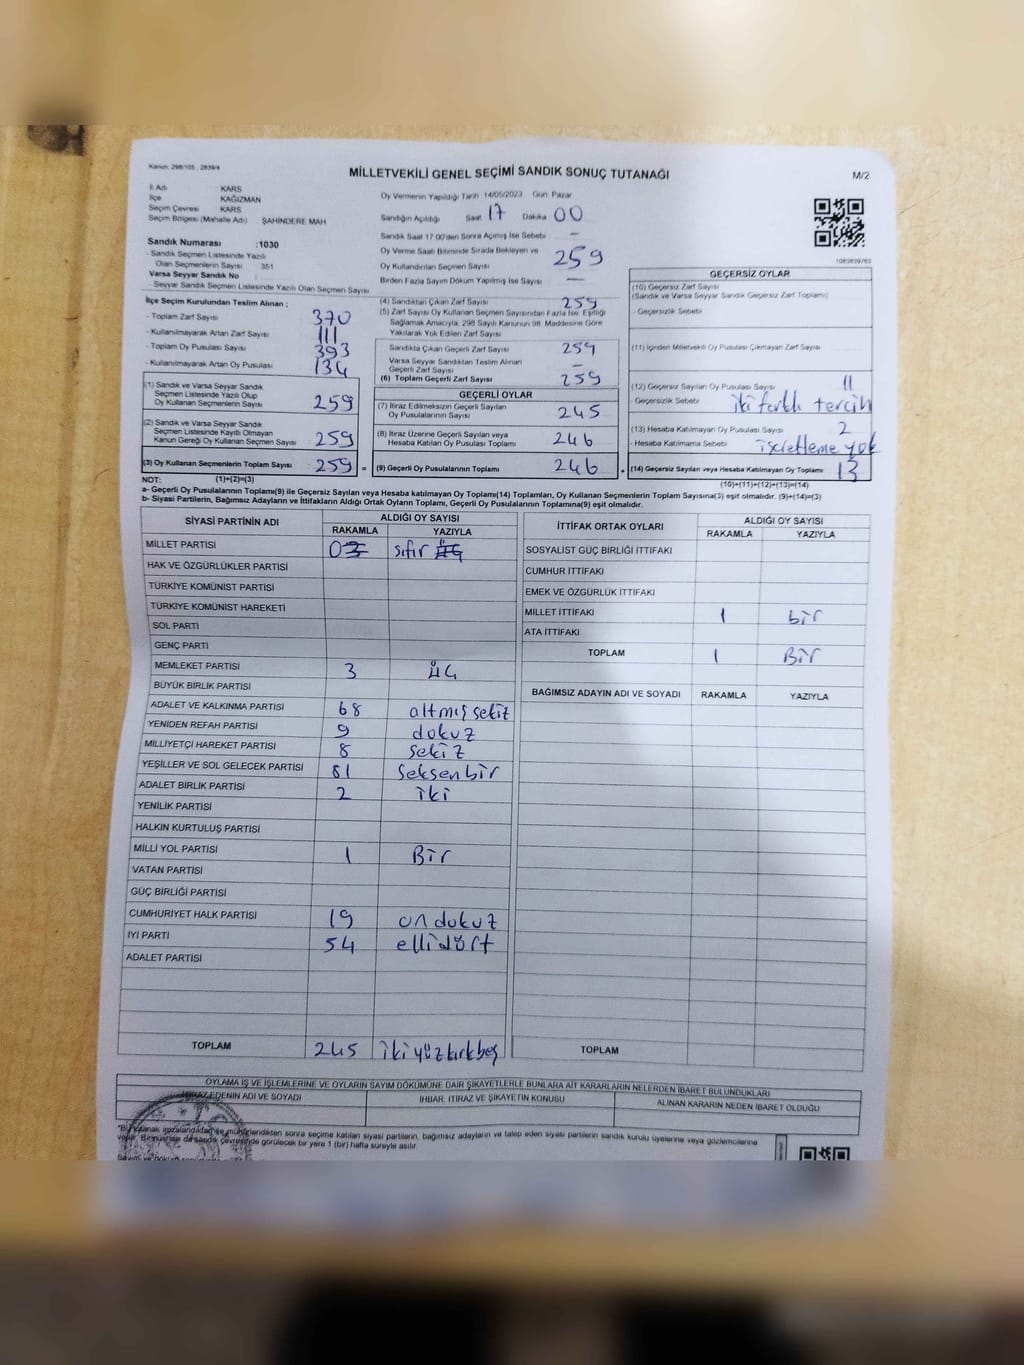 Kanun: 298/105 , 2839/4
MİLLETVEKİLİ GENEL SEÇİMİ SANDIK SONUÇ TUTANAĞI
M/2
İl Adı KARS
İlçe KAĞIZMAN
Seçim Çevresi KARS
Seçim Bölgesi (Mahalle Adı) ŞAHİNDERE MAH
Oy Vermenin Yapıldığı Tarih 14/05/2023 Gün Pazar
Sandığın Açıldığı Saat 17 Dakika 00
Sandık Saat 17 00'den Sonra Açımış İse Sebebi -
Oy Verme Saati Bitiminde Sırada Bekleyen ve
Oy Kullandırılan Seçmen Sayısı 259
Birden Fazla Sayım Döküm Yapılmış İse Sayısı -
1083839763
Sandık Numarası :1030
- Sandık Seçmen Listesinde Yazılı
Olan Seçmenlerin Sayısı 351
Varsa Seyyar Sandık No :
- Seyyar Sandık Seçmen Listesinde Yazılı Olan Seçmen Sayısı
İlçe Seçim Kurulundan Teslim Alınan ;
- Toplam Zarf Sayısı 370
- Kullanılmayarak Artan Zarf Sayısı 111
- Toplam Oy Pusulası Sayısı 393
- Kullanılmayarak Artan Oy Pusulası 134
(1) Sandık ve Varsa Seyyar Sandık
Seçmen Listesinde Yazılı Olup
Oy Kullanan Seçmenlerin Sayısı 259
(2) Sandık ve Varsa Seyyar Sandık
Seçmen Listesinde Kayıtlı Olmayan
Kanun Gereği Oy Kullanan Seçmen Sayısı 259
(3) Oy Kullanan Seçmenlerin Toplam Sayısı 259 =
(1)+(2)=(3)
(4) Sandıktan Çıkan Zarf Sayısı 259
(5) Zarf Sayısı Oy Kullanan Seçmen Sayısından Fazla İse, Eşitliği
Sağlamak Amacıyla: 298 Sayılı Kanunun 98. Maddesine Göre
Yakılarak Yok Edilen Zarf Sayısı
Sandıkta Çıkan Geçerli Zarf Sayısı 259
Varsa Seyyar Sandıktan Teslim Alınan
Geçerli Zarf Sayısı -
(6) Toplam Geçerli Zarf Sayısı 259
GEÇERLİ OYLAR
(7) İtiraz Edilmeksizin Geçerli Sayılan
Oy Pusulalarının Sayısı 245
(8) İtiraz Üzerine Geçerli Sayılan veya
Hesaba Katılan Oy Pusulası Toplamı 246
(9) Geçerli Oy Pusulalarının Toplamı 246 +
GEÇERSİZ OYLAR
(10) Geçersiz Zarf Sayısı
(Sandık ve Varsa Seyyar Sandık Geçersiz Zarf Toplamı)
- Geçersizlik Sebebi
(11) İçinden Milletvekili Oy Pusulası Çıkmayan Zarf Sayısı
(12) Geçersiz Sayılan Oy Pusulası Sayısı 11
- Geçersizlik Sebebi iki farklı tercih
(13) Hesaba Katılmayan Oy Pusulası Sayısı 2
- Hesaba Katılmama Sebebi işaretleme yok
(14) Geçersiz Sayılan veya Hesaba Katılmayan Oy Toplamı 13
(10)+(11)+(12)+(13)=(14)
NOT:
a- Geçerli Oy Pusulalarının Toplamı(9) ile Geçersiz Sayılan veya Hesaba katılmayan Oy Toplamı(14) Toplamları, Oy Kullanan Seçmenlerin Toplam Sayısına(3) eşit olmalıdır. (9)+(14)=(3)
b- Siyasi Partilerin, Bağımsız Adayların ve İttifakların Aldığı Ortak Oyların Toplamı, Geçerli Oy Pusulalarının Toplamına(9) eşit olmalıdır.
SİYASİ PARTİNİN ADI
ALDIĞI OY SAYISI
RAKAMLA YAZIYLA
MİLLET PARTİSİ 0 sıfır
HAK VE ÖZGÜRLÜKLER PARTİSİ
TÜRKİYE KOMÜNİST PARTİSİ
TÜRKİYE KOMÜNİST HAREKETİ
SOL PARTİ
GENÇ PARTİ
MEMLEKET PARTİSİ 3 üç
BÜYÜK BİRLİK PARTİSİ
ADALET VE KALKINMA PARTİSİ 68 altmış sekiz
YENİDEN REFAH PARTİSİ 9 dokuz
MİLLİYETÇİ HAREKET PARTİSİ 8 sekiz
YEŞİLLER VE SOL GELECEK PARTİSİ 81 seksen bir
ADALET BİRLİK PARTİSİ 2 iki
YENİLİK PARTİSİ
HALKIN KURTULUŞ PARTİSİ
MİLLİ YOL PARTİSİ 1 Bir
VATAN PARTİSİ
GÜÇ BİRLİĞİ PARTİSİ
CUMHURİYET HALK PARTİSİ 19 on dokuz
İYİ PARTİ 54 elli dört
ADALET PARTİSİ
TOPLAM 245 iki yüz kırk beş
İTTİFAK ORTAK OYLARI
ALDIĞI OY SAYISI
RAKAMLA YAZIYLA
SOSYALİST GÜÇ BİRLİĞİ İTTİFAKI
CUMHUR İTTİFAKI
EMEK VE ÖZGÜRLÜK İTTİFAKI
MİLLET İTTİFAKI 1 bir
ATA İTTİFAKI
TOPLAM 1 Bir
BAĞIMSIZ ADAYIN ADI VE SOYADI RAKAMLA YAZIYLA
TOPLAM
OYLAMA İŞ VE İŞLEMLERİNE VE OYLARIN SAYIM DÖKÜMÜNE DAİR ŞİKAYETLERLE BUNLARA AİT KARARLARIN NELERDEN İBARET BULUNDUKLARI
İTİRAZ EDENİN ADI VE SOYADI
İHBAR, İTİRAZ VE ŞİKAYETİN KONUSU
ALINAN KARARIN NEDEN İBARET OLDUĞU
"Bu tutanak imzalandıktan ve mühürlendikten sonra seçime katılan siyasi partilerin, bağımsız adayların ve talep eden siyasi partilerin sandık kurulu üyelerine veya gözlemcilerine
verilir. Bir nüshası da seçim çevresinde görülecek bir yere 1 (bir) hafta süreyle asılır.